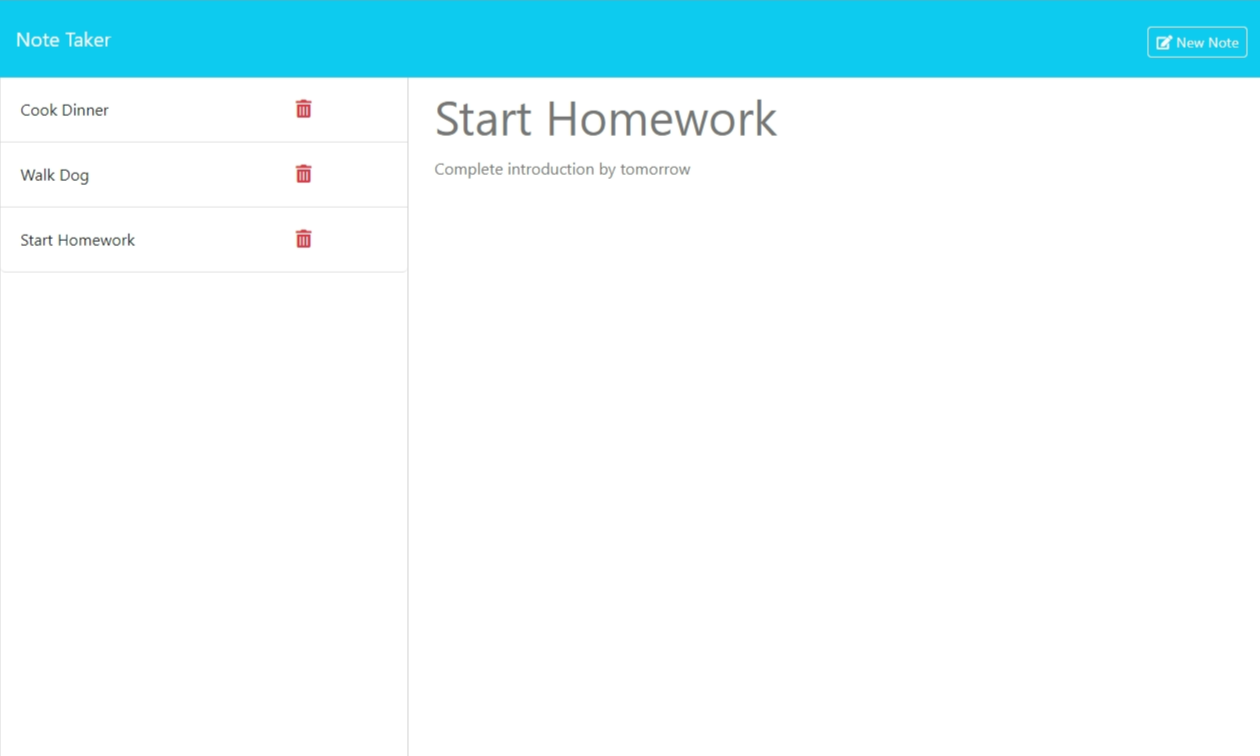 Note Taker
New Note
Cook Dinner
Walk Dog
Start Homework
Start Homework
Complete introduction by tomorrow